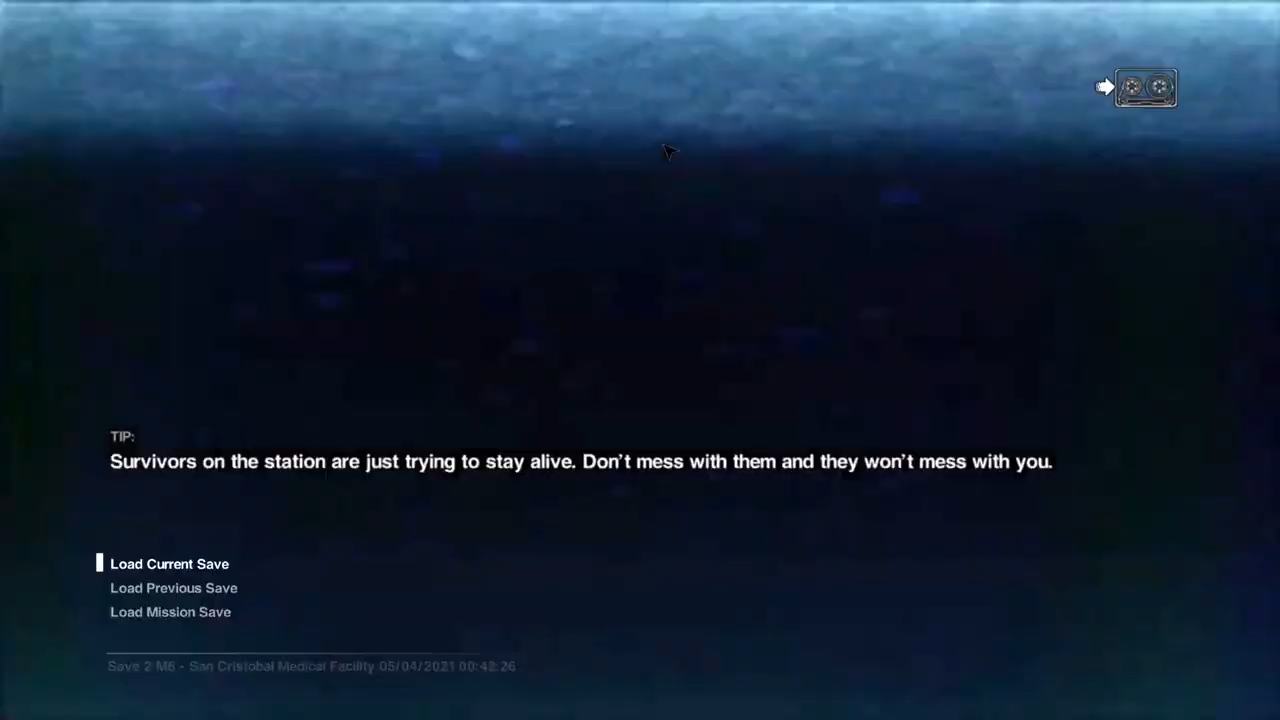 TIP:
Survivors on the station are just trying to stay alive. Don't mess with them and they won't mess with you.
Load Current Save
Load Previous Save
Load Mission Save
Save 2 M6 - San Cristobal Medical Facility 05/04/2021 00:42:26